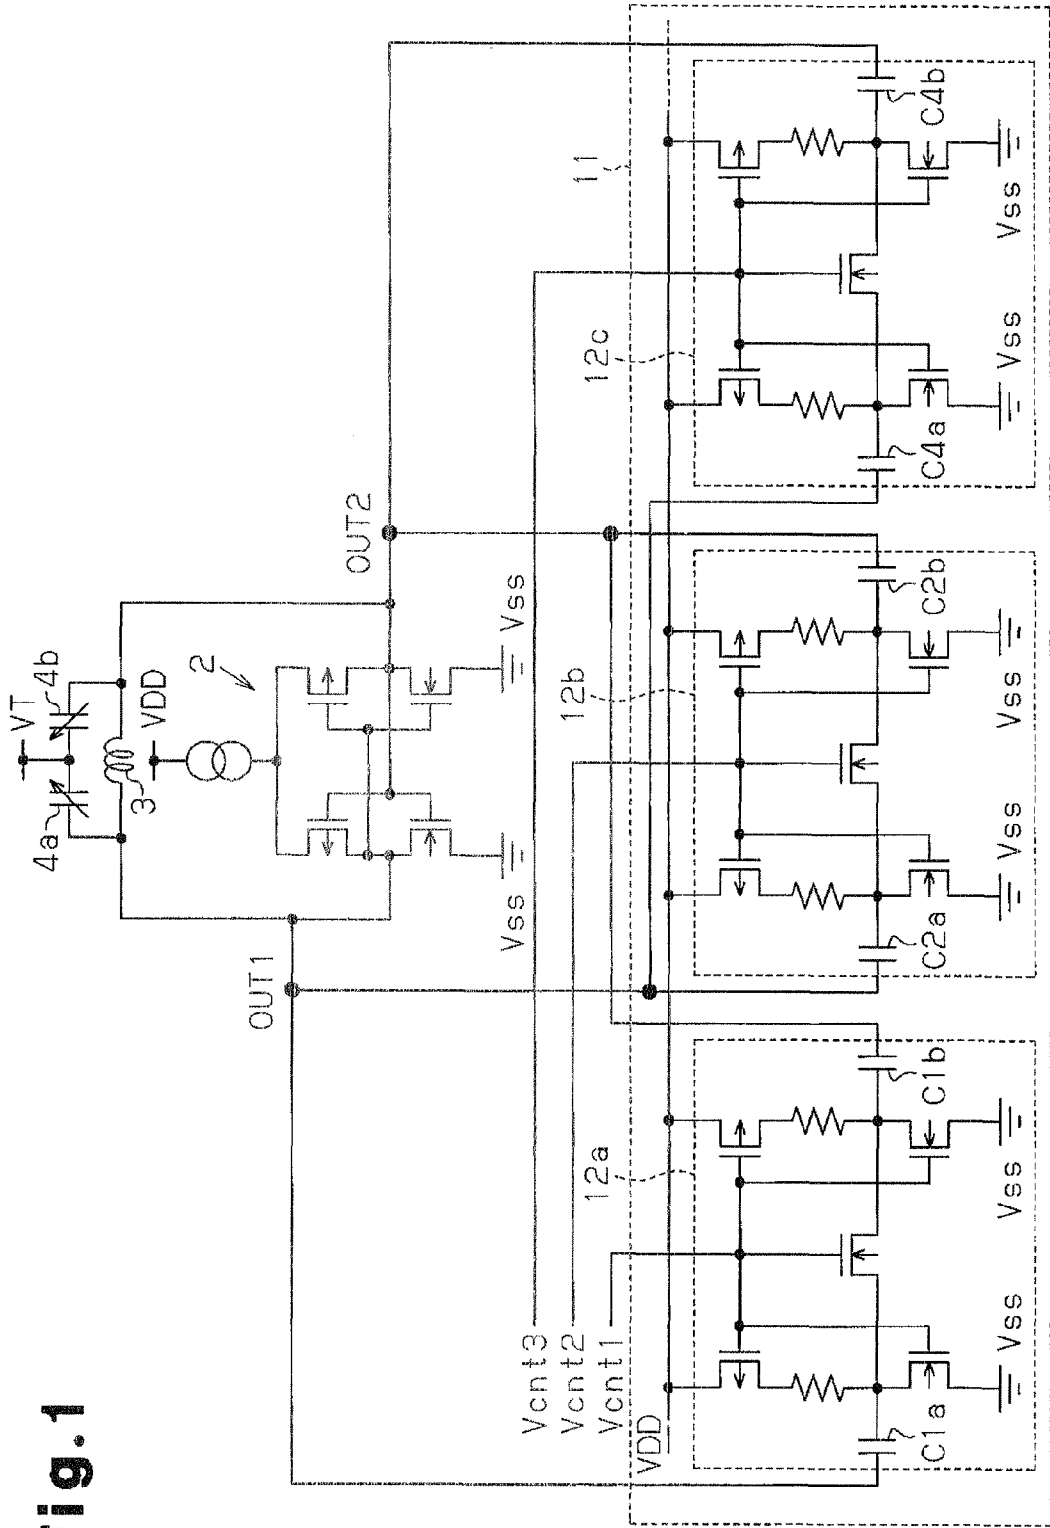 Fig.1
VT
4a
4b
3
VDD
2
OUT1
OUT2
Vss
Vss
Vcnt3
Vcnt2
Vcnt1
VDD
11
12a
12b
12c
C1a
C1b
C2a
C2b
C4a
C4b
Vss
Vss
Vss
Vss
Vss
Vss